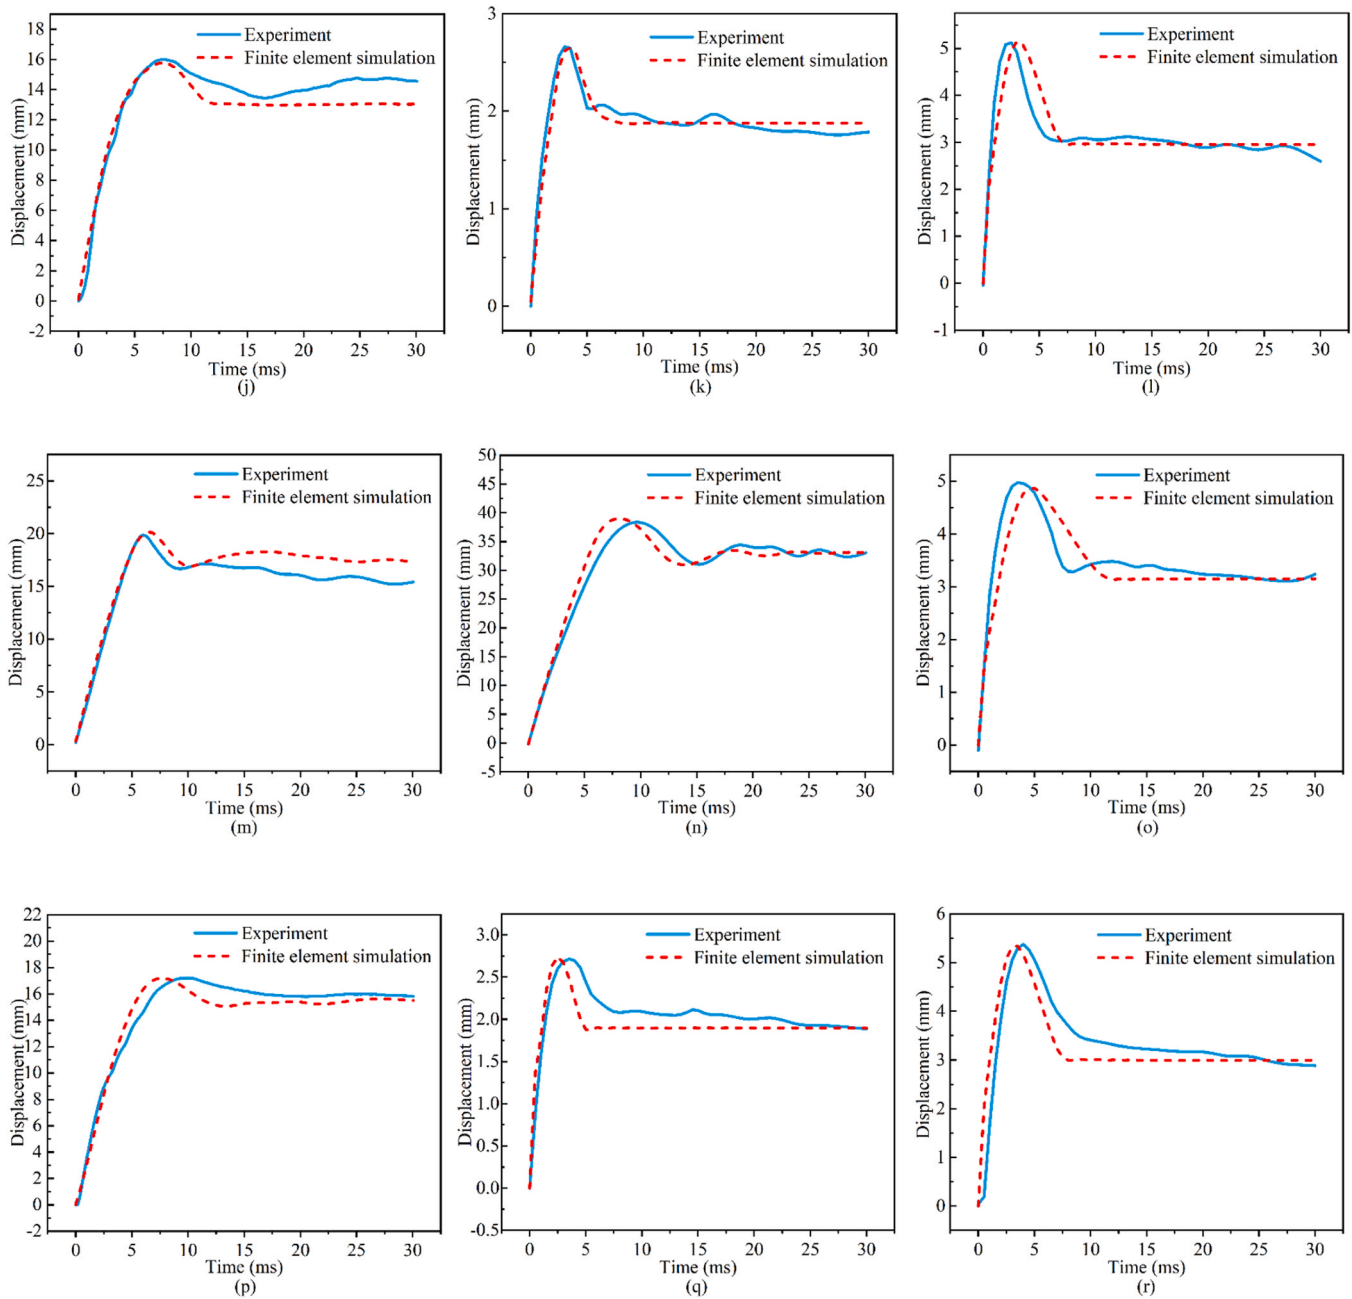 Experiment
Finite element simulation
Displacement (mm)
18
16
14
12
10
8
6
4
2
0
-2
0 5 10 15 20 25 30
Time (ms)
(j)
Experiment
Finite element simulation
Displacement (mm)
3
2
1
0
0 5 10 15 20 25 30
Time (ms)
(k)
Experiment
Finite element simulation
Displacement (mm)
5
4
3
2
1
0
-1
0 5 10 15 20 25 30
Time (ms)
(l)
Experiment
Finite element simulation
Displacement (mm)
25
20
15
10
5
0
0 5 10 15 20 25 30
Time (ms)
(m)
Experiment
Finite element simulation
Displacement (mm)
50
45
40
35
30
25
20
15
10
5
0
-5
0 5 10 15 20 25 30
Time (ms)
(n)
Experiment
Finite element simulation
Displacement (mm)
5
4
3
2
1
0
0 5 10 15 20 25 30
Time (ms)
(o)
Experiment
Finite element simulation
Displacement (mm)
22
20
18
16
14
12
10
8
6
4
2
0
-2
0 5 10 15 20 25 30
Time (ms)
(p)
Experiment
Finite element simulation
Displacement (mm)
3.0
2.5
2.0
1.5
1.0
0.5
0.0
-0.5
0 5 10 15 20 25 30
Time (ms)
(q)
Experiment
Finite element simulation
Displacement (mm)
6
5
4
3
2
1
0
0 5 10 15 20 25 30
Time (ms)
(r)